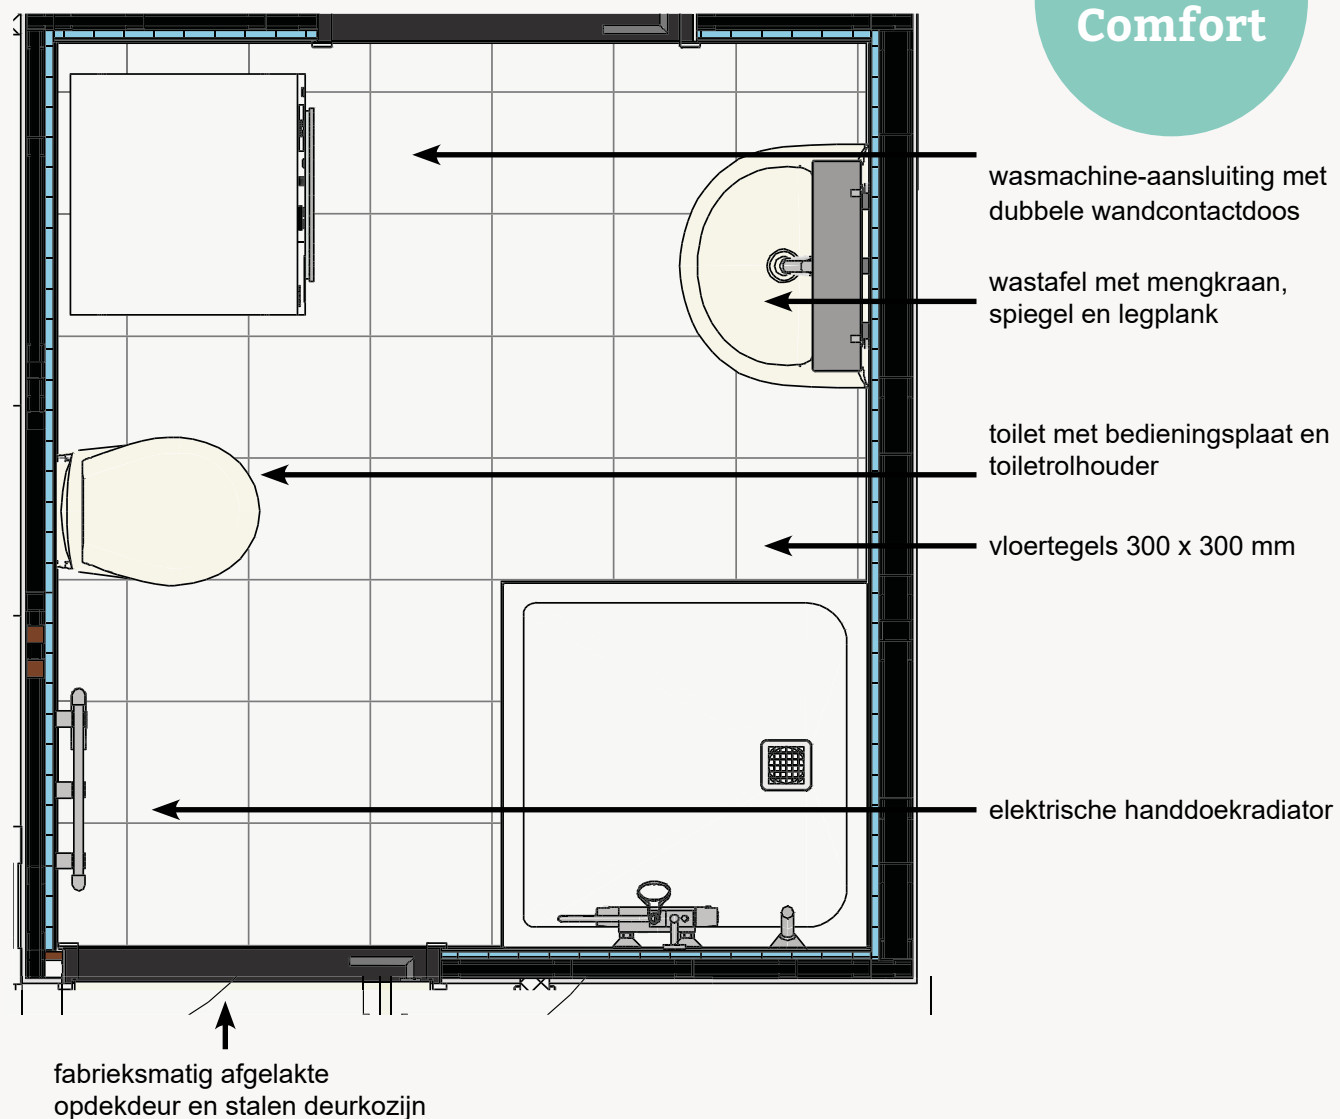 Comfort
wasmachine-aansluiting met
dubbele wandcontactdoos
wastafel met mengkraan,
spiegel en legplank
toilet met bedieningsplaat en
toiletrolhouder
vloertegels 300 x 300 mm
elektrische handdoekradiator
fabrieksmatig afgelakte
opdekdeur en stalen deurkozijn